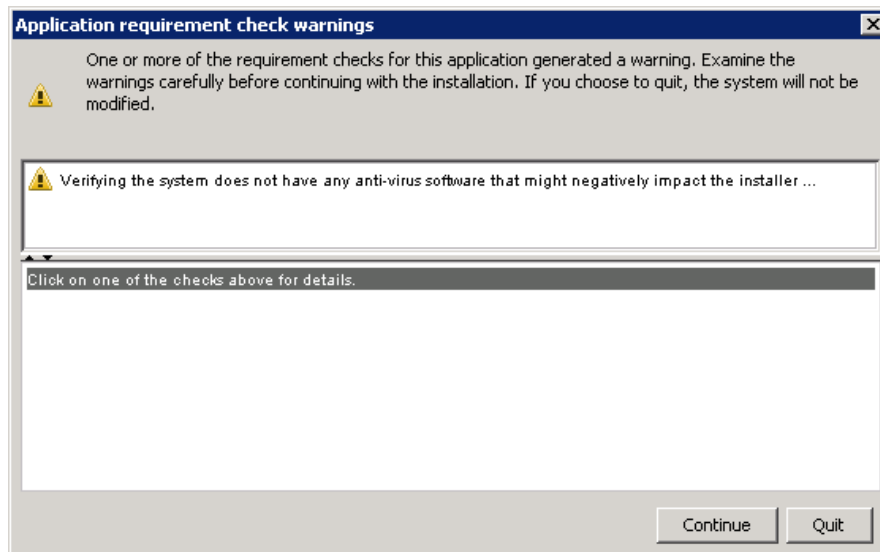 Application requirement check warnings
One or more of the requirement checks for this application generated a warning. Examine the
warnings carefully before continuing with the installation. If you choose to quit, the system will not be
modified.
Verifying the system does not have any anti-virus software that might negatively impact the installer ...
Click on one of the checks above for details.
Continue
Quit